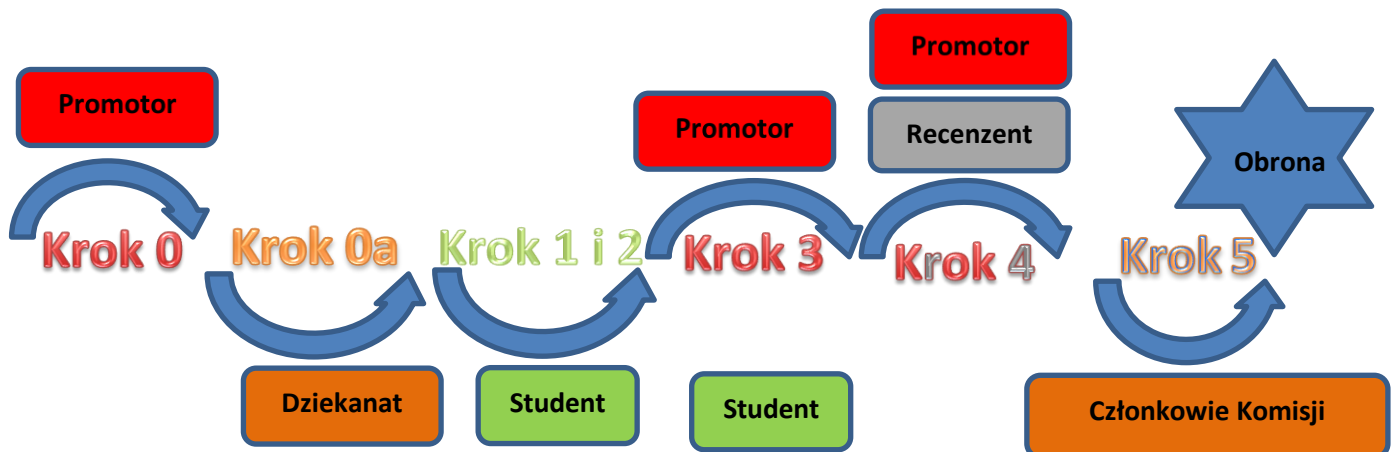 Promotor
Promotor
Promotor
Recenzent
Obrona
Krok 0
Krok 0a
Krok 1 i 2
Krok 3
Krok 4
Krok 5
Dziekanat
Student
Student
Członkowie Komisji